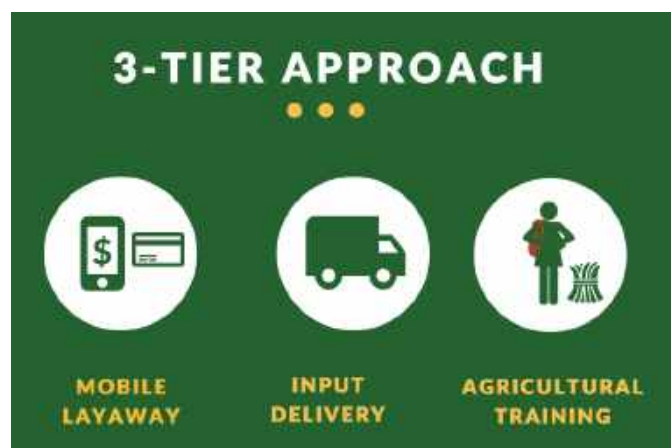 3-TIER APPROACH
$
MOBILE
LAYAWAY
INPUT
DELIVERY
AGRICULTURAL
TRAINING